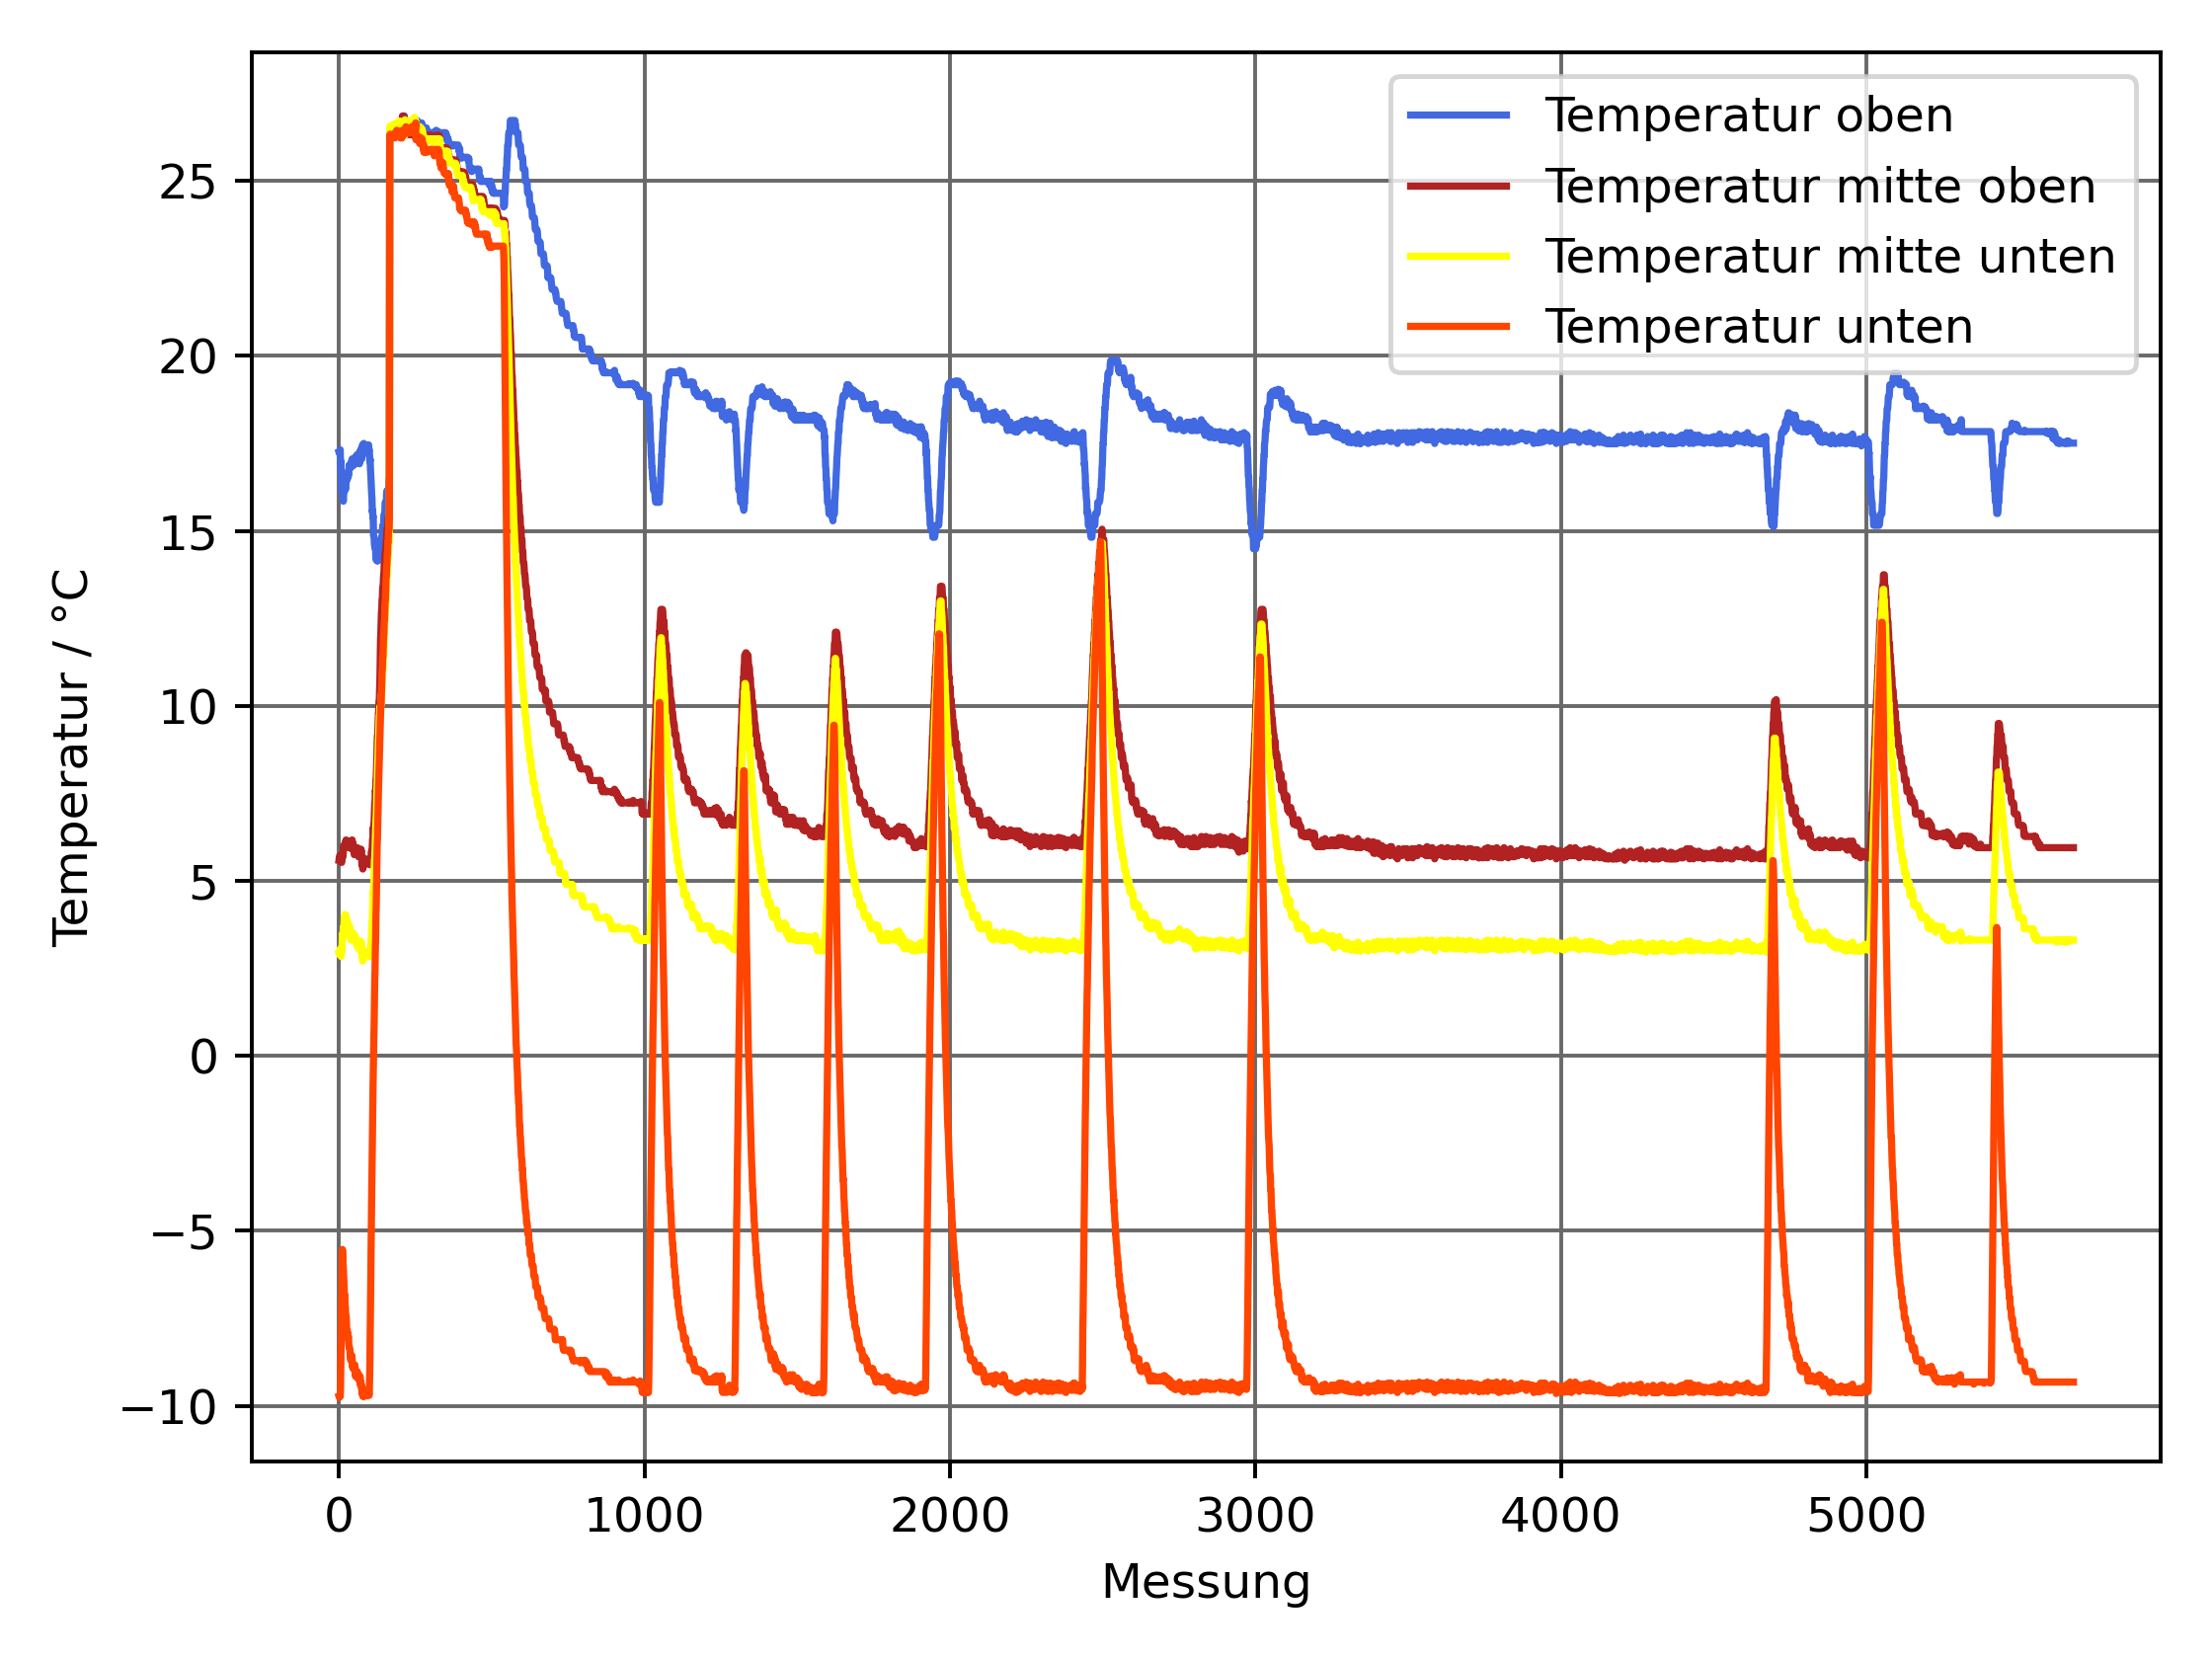 Temperatur oben
Temperatur mitte oben
Temperatur mitte unten
Temperatur unten
25
20
15
10
5
0
−5
−10
Temperatur / °C
0 1000 2000 3000 4000 5000
Messung